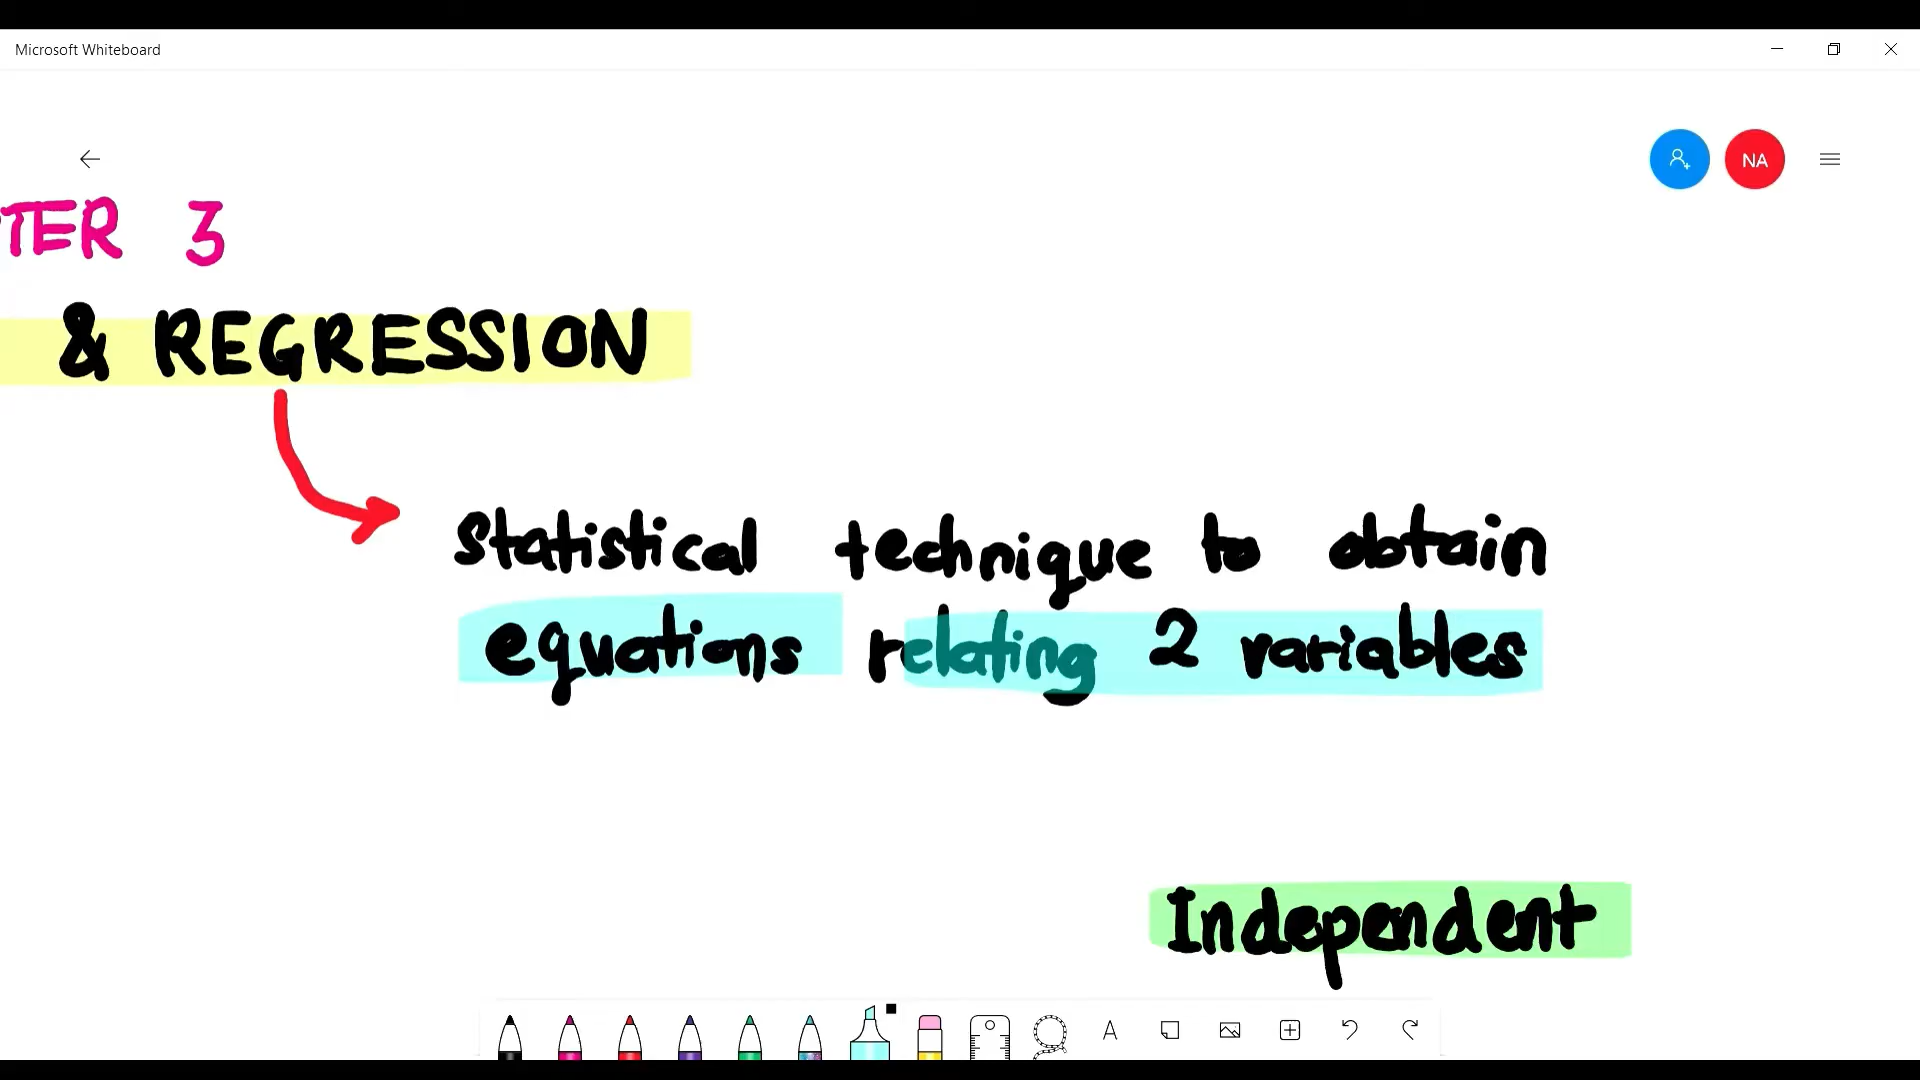 Microsoft Whiteboard
NA
TER 3
& REGRESSION
Statistical technique to obtain
equations relating 2 variables
Independent